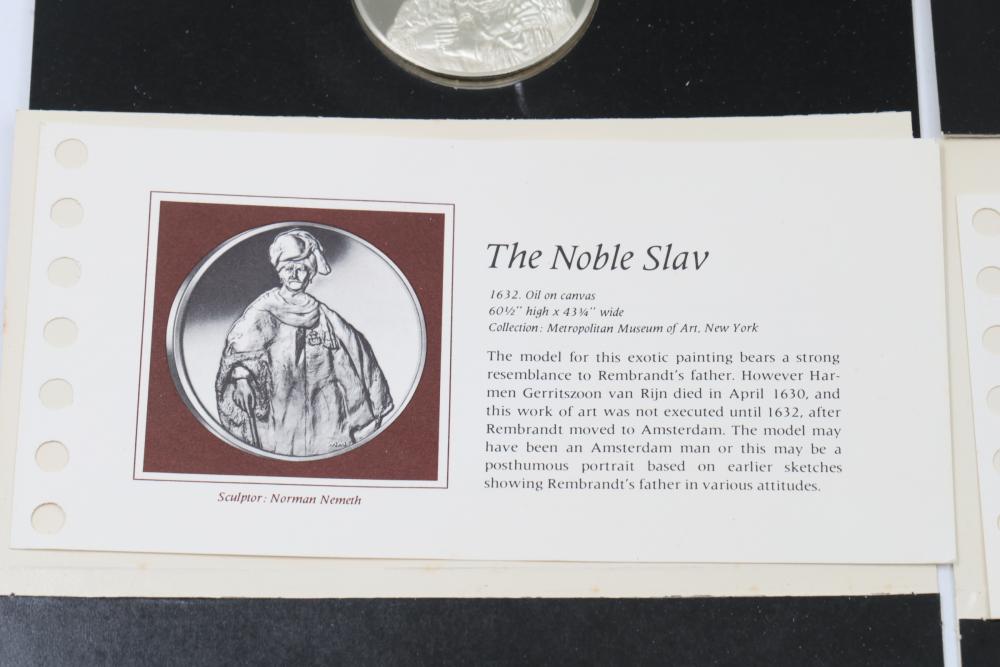 The Noble Slav
1632. Oil on canvas
60½" high x 43¾" wide
Collection: Metropolitan Museum of Art, New York
The model for this exotic painting bears a strong
resemblance to Rembrandt's father. However Har-
men Gerritszoon van Rijn died in April 1630, and
this work of art was not executed until 1632, after
Rembrandt moved to Amsterdam. The model may
have been an Amsterdam man or this may be a
posthumous portrait based on earlier sketches
showing Rembrandt's father in various attitudes.
Sculptor: Norman Nemeth